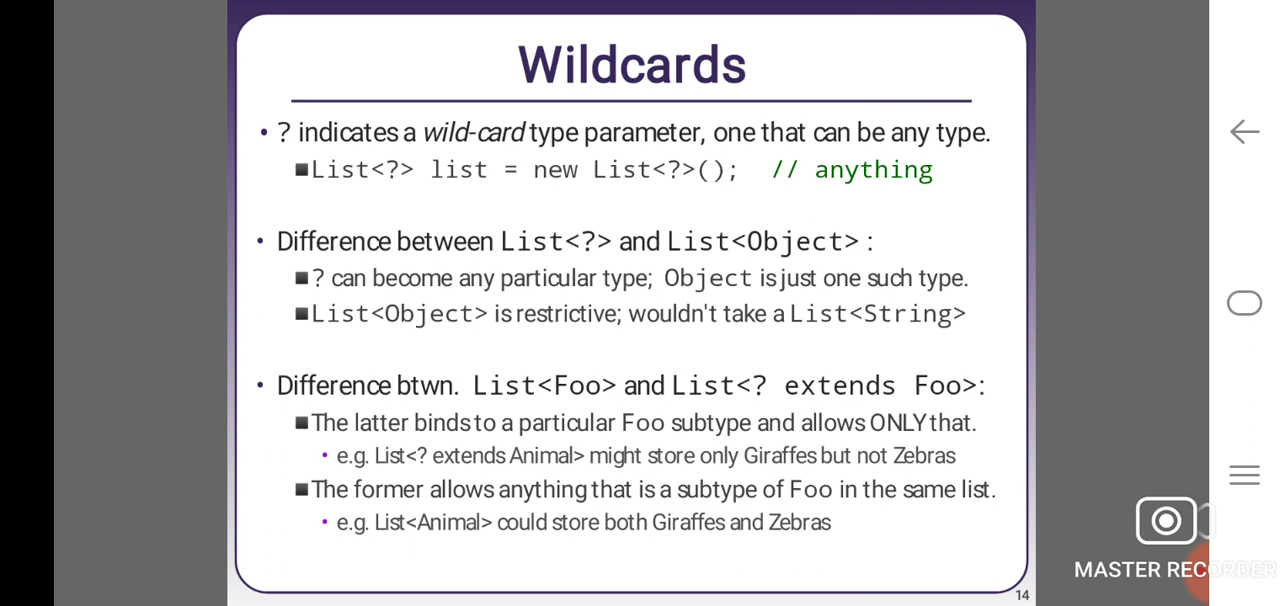 Wildcards
• ? indicates a wild-card type parameter, one that can be any type.
■ List<?> list = new List<?>(); // anything
• Difference between List<?> and List<Object> :
■ ? can become any particular type; Object is just one such type.
■ List<Object> is restrictive; wouldn't take a List<String>
• Difference btwn. List<Foo> and List<? extends Foo>:
■ The latter binds to a particular Foo subtype and allows ONLY that.
• e.g. List<? extends Animal> might store only Giraffes but not Zebras
■ The former allows anything that is a subtype of Foo in the same list.
• e.g. List<Animal> could store both Giraffes and Zebras
14
MASTER RECORDER